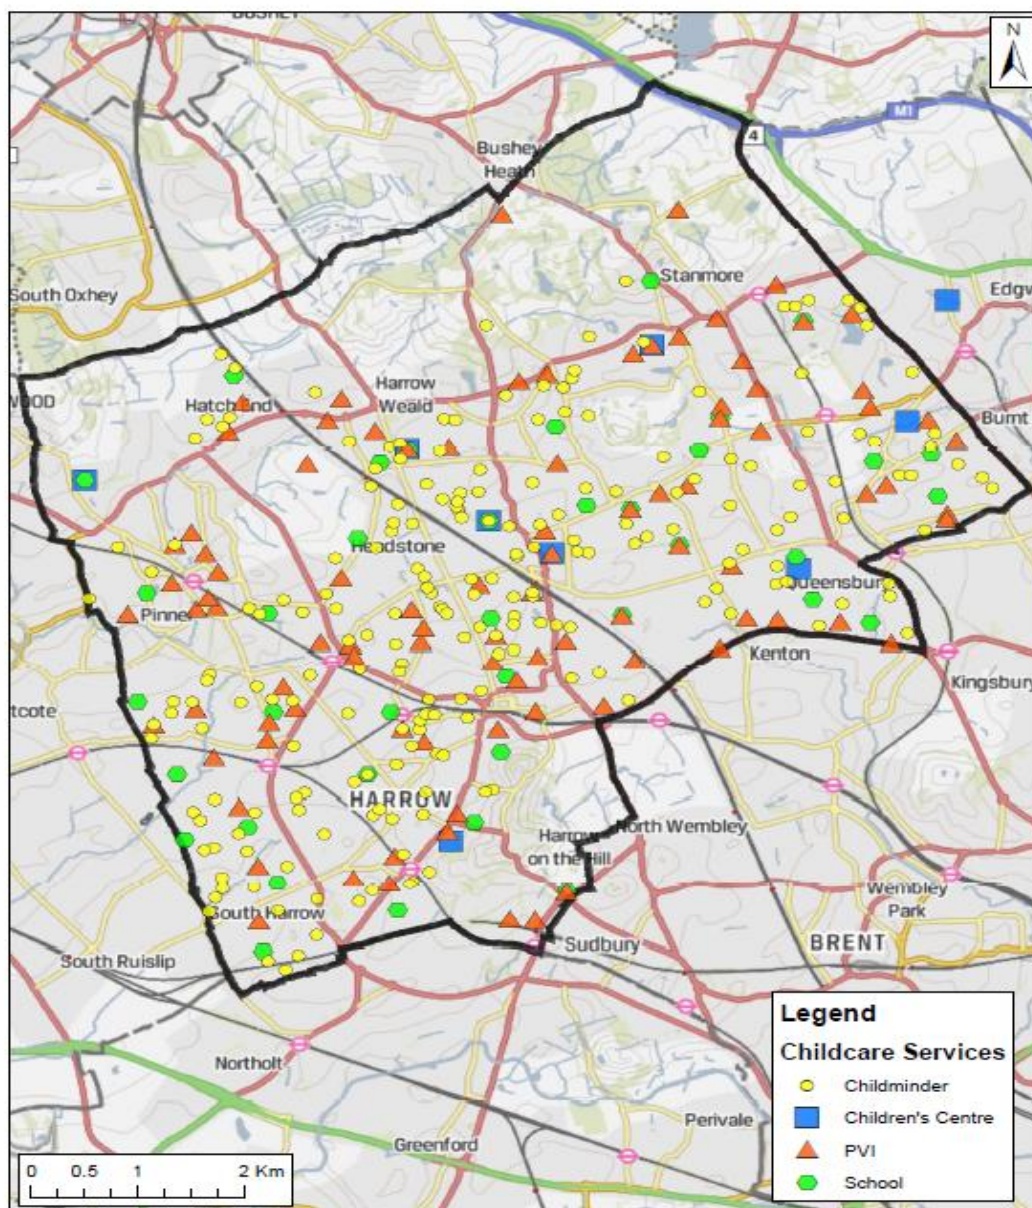 BUSHEY
N
M1
4
Bushey
Heath
Stanmore
South Oxhey
Edgw
WOOD
Hatch End
Harrow
Weald
Burnt
Headstone
Queensbury
Pinner
Kenton
Kingsbury
tcote
HARROW
North Wembley
Harrow
on the Hill
Wembley
Park
South Harrow
BRENT
Sudbury
South Ruislip
Legend
Childcare Services
Northolt
Childminder
Children's Centre
Perivale
Greenford
PVI
School
0 0.5 1 2 Km